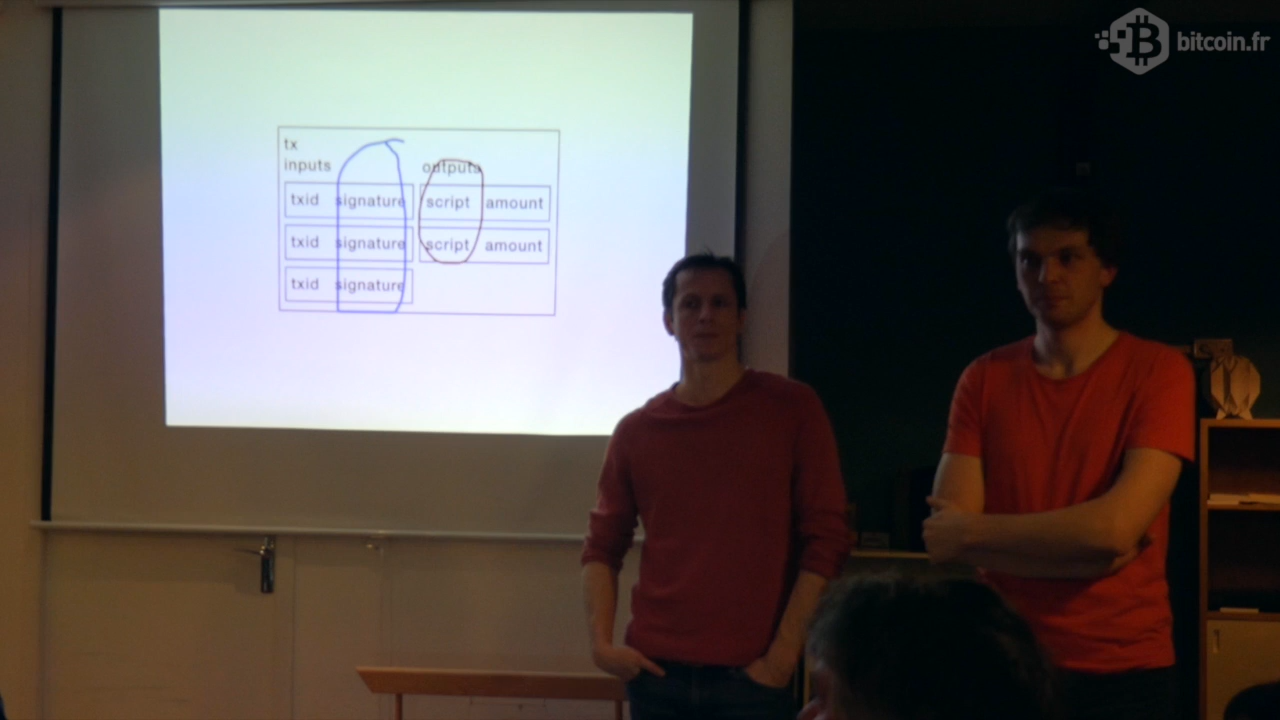 bitcoin.fr
tx
inputs outputs
txid signature script amount
txid signature script amount
txid signature